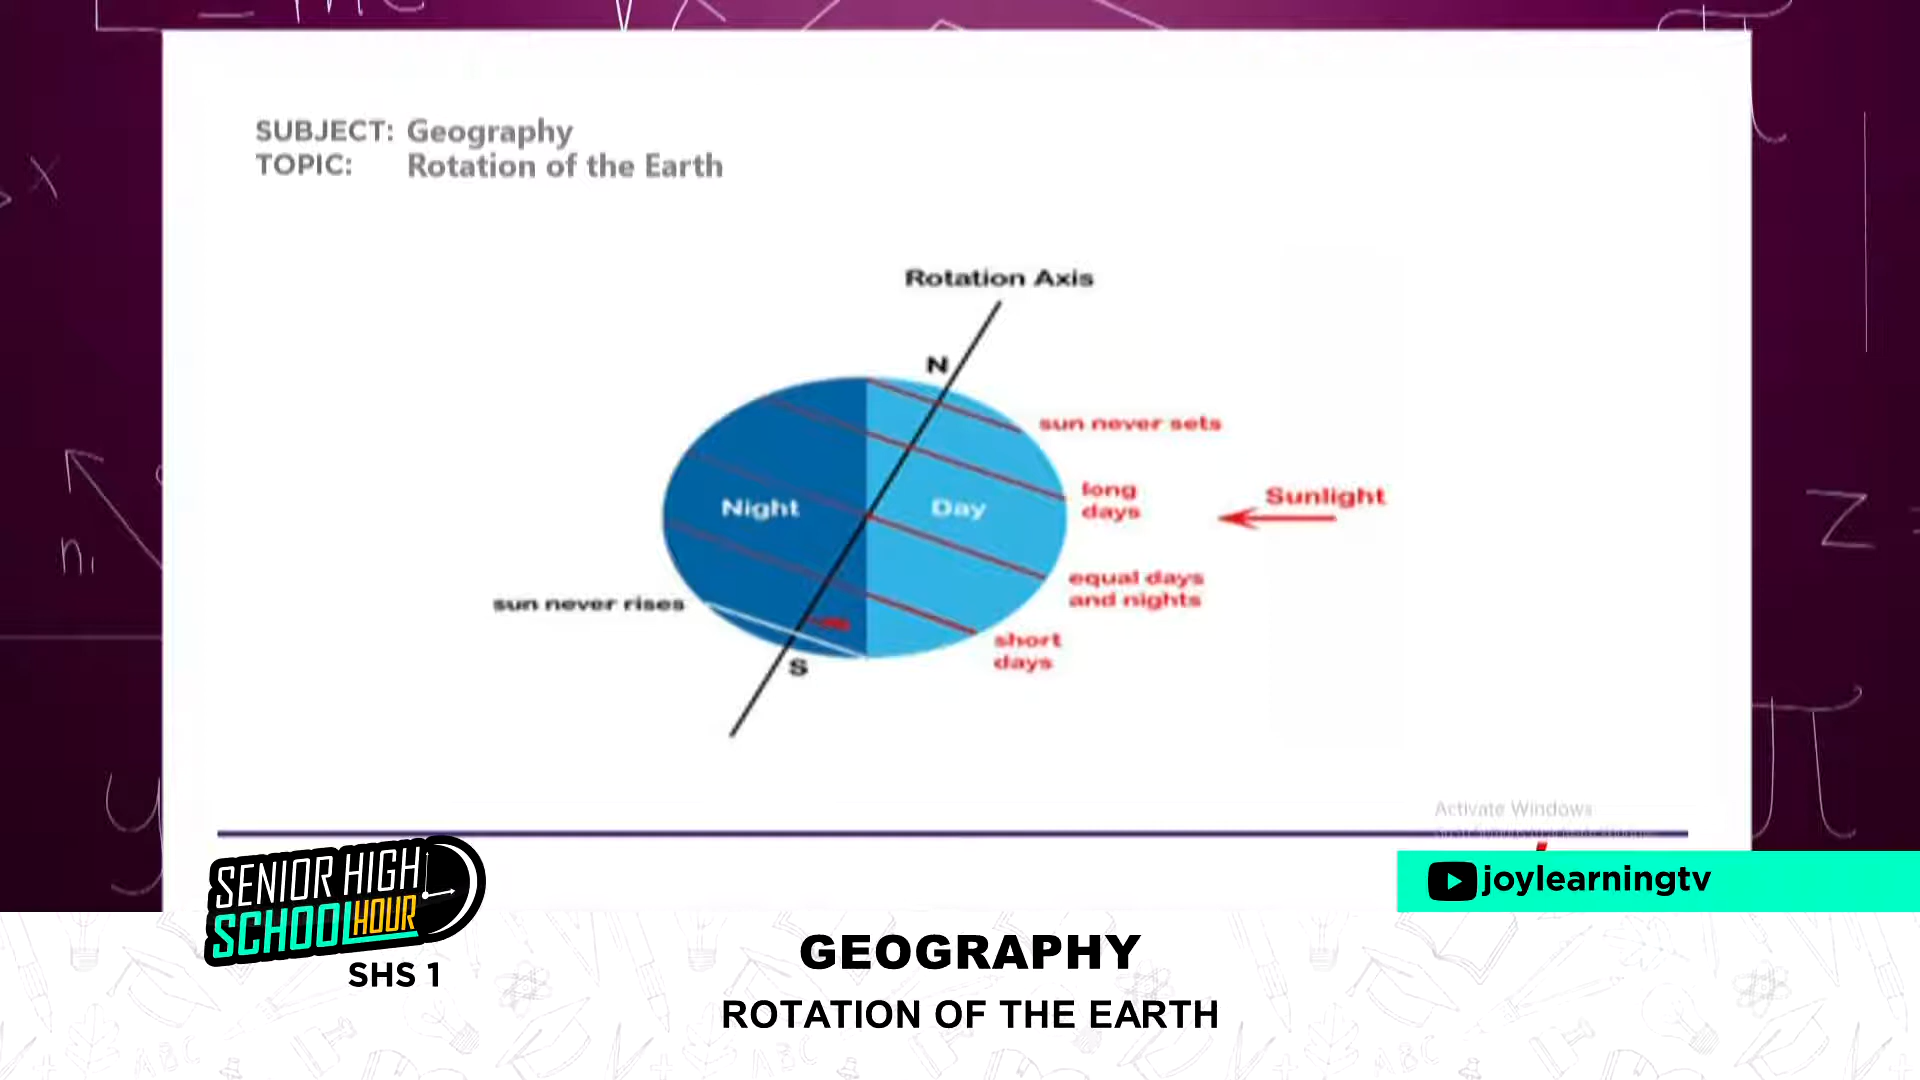 SUBJECT: Geography
TOPIC: Rotation of the Earth
Rotation Axis
N
sun never sets
long
days
Sunlight
Night
Day
equal days
and nights
sun never rises
short
days
S
Activate Windows
joylearningtv
SENIOR HIGH
SCHOOL HOUR
SHS 1
GEOGRAPHY
ROTATION OF THE EARTH